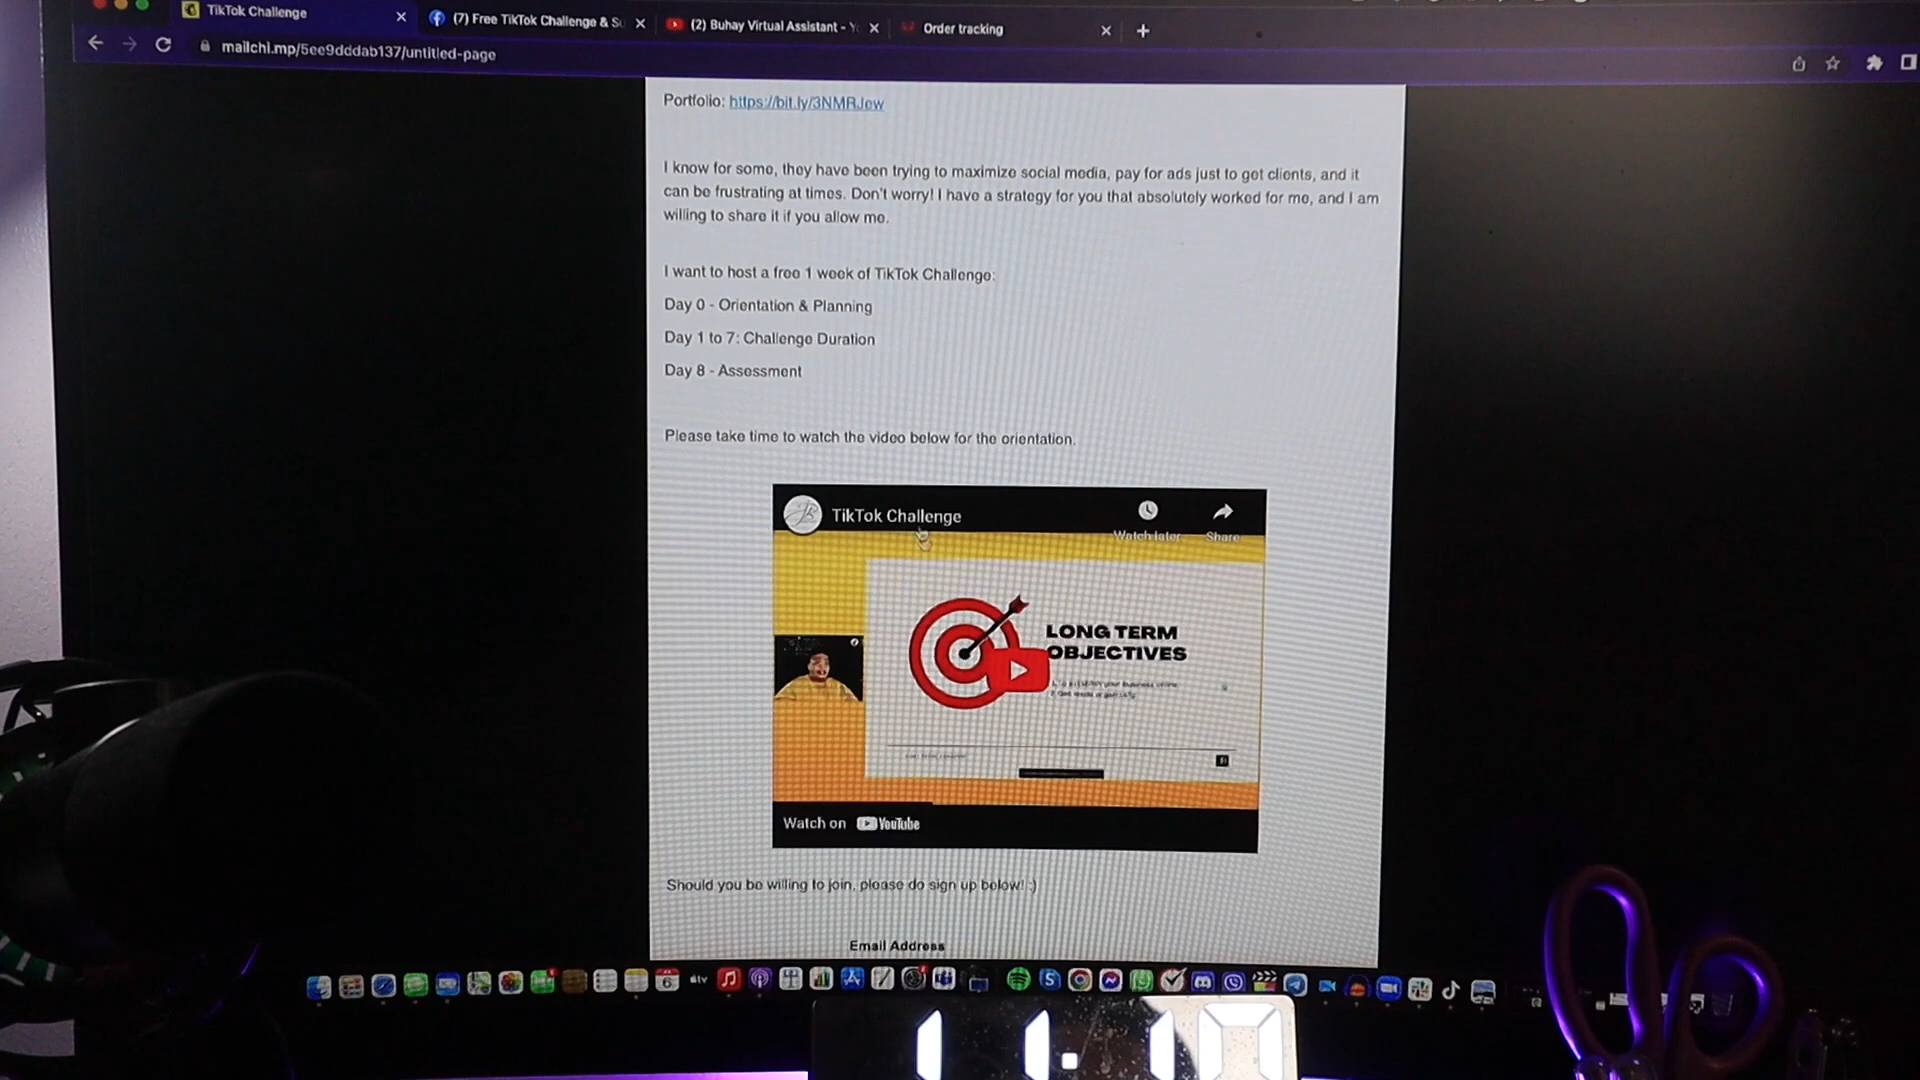 TikTok Challenge
(7) Free TikTok Challenge & Su
(2) Buhay Virtual Assistant - Yo
Order tracking
mailchi.mp/5ee9dddab137/untitled-page
Portfolio: https://bit.ly/3NMRJew
I know for some, they have been trying to maximize social media, pay for ads just to get clients, and it
can be frustrating at times. Don't worry! I have a strategy for you that absolutely worked for me, and I am
willing to share it if you allow me.
I want to host a free 1 week of TikTok Challenge:
Day 0 - Orientation & Planning
Day 1 to 7: Challenge Duration
Day 8 - Assessment
Please take time to watch the video below for the orientation.
TikTok Challenge
Watch later
Share
LONG TERM
OBJECTIVES
Watch on YouTube
Should you be willing to join, please do sign up below! :)
Email Address
tv
6